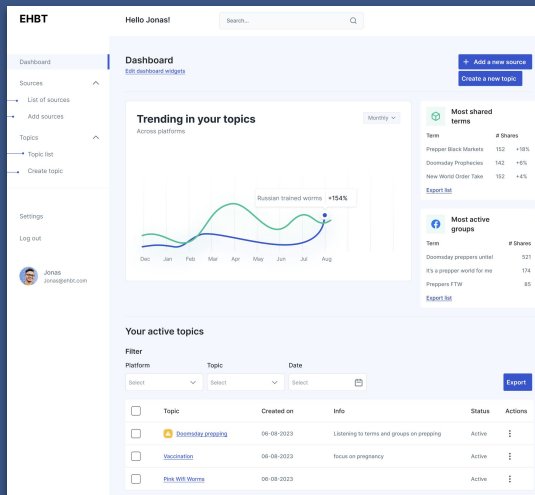 EHBT
Hello Jonas!
Search...
Dashboard
Sources
List of sources
Add sources
Topics
Topic list
Create topic
Settings
Log out
Jonas
Jonas@ehbt.com
Dashboard
Edit dashboard widgets
+ Add a new source
Create a new topic
Trending in your topics
Across platforms
Monthly
Russian trained worms +154%
Dec Jan Feb Mar Apr May Jun Jul Aug
Most shared
terms
Term # Shares
Prepper Black Markets 152 +18%
Doomsday Prophecies 142 +6%
New World Order Take 152 +4%
Export list
Most active
groups
Term # Shares
Doomsday preppers unite! 521
It's a prepper world for me 174
Preppers FTW 85
Export list
Your active topics
Filter
Platform Topic Date
Select Select Select
Export
Topic Created on Info Status Actions
Doomsday prepping 06-08-2023 Listening to terms and groups on prepping Active
Vaccination 06-08-2023 focus on pregnancy Active
Pink Wifi Worms 06-08-2023 Active